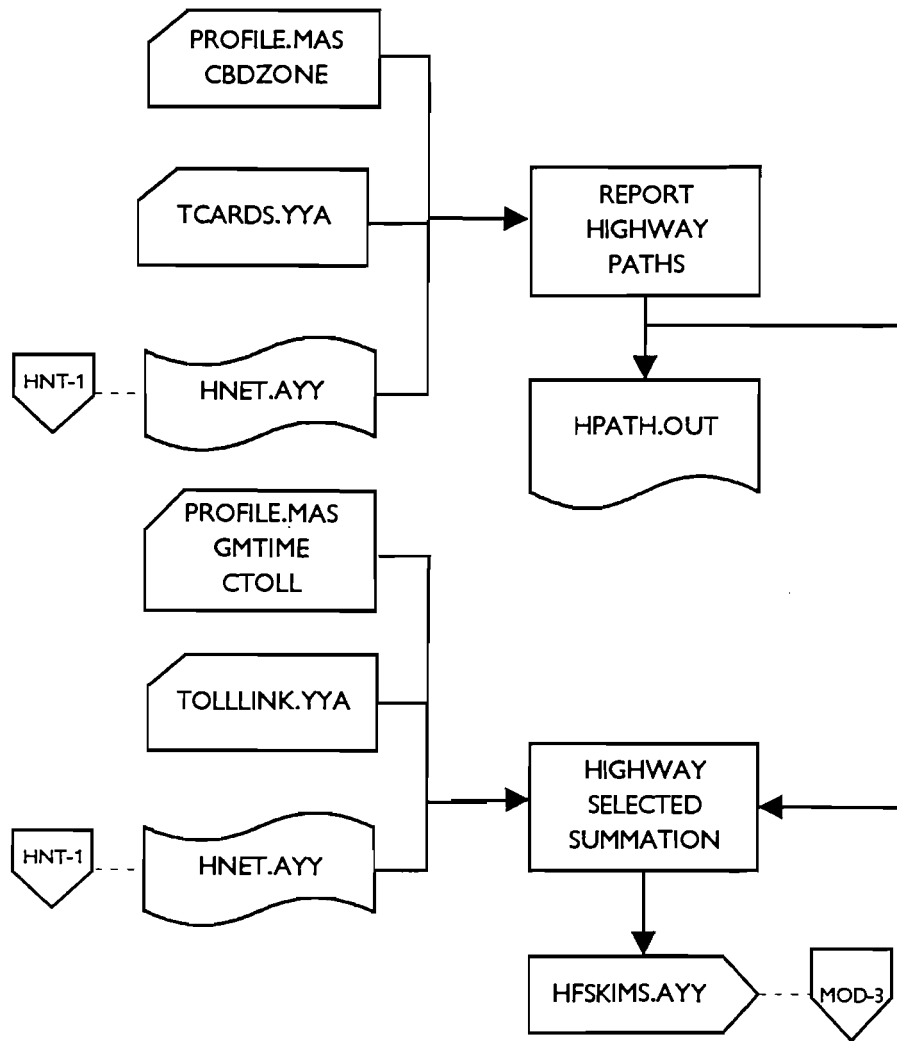 PROFILE.MAS
CBDZONE
TCARDS.YYA
REPORT
HIGHWAY
PATHS
HNT-1
HNET.AYY
HPATH.OUT
PROFILE.MAS
GMTIME
CTOLL
TOLLLINK.YYA
HIGHWAY
SELECTED
SUMMATION
HNT-1
HNET.AYY
HFSKIMS.AYY
MOD-3